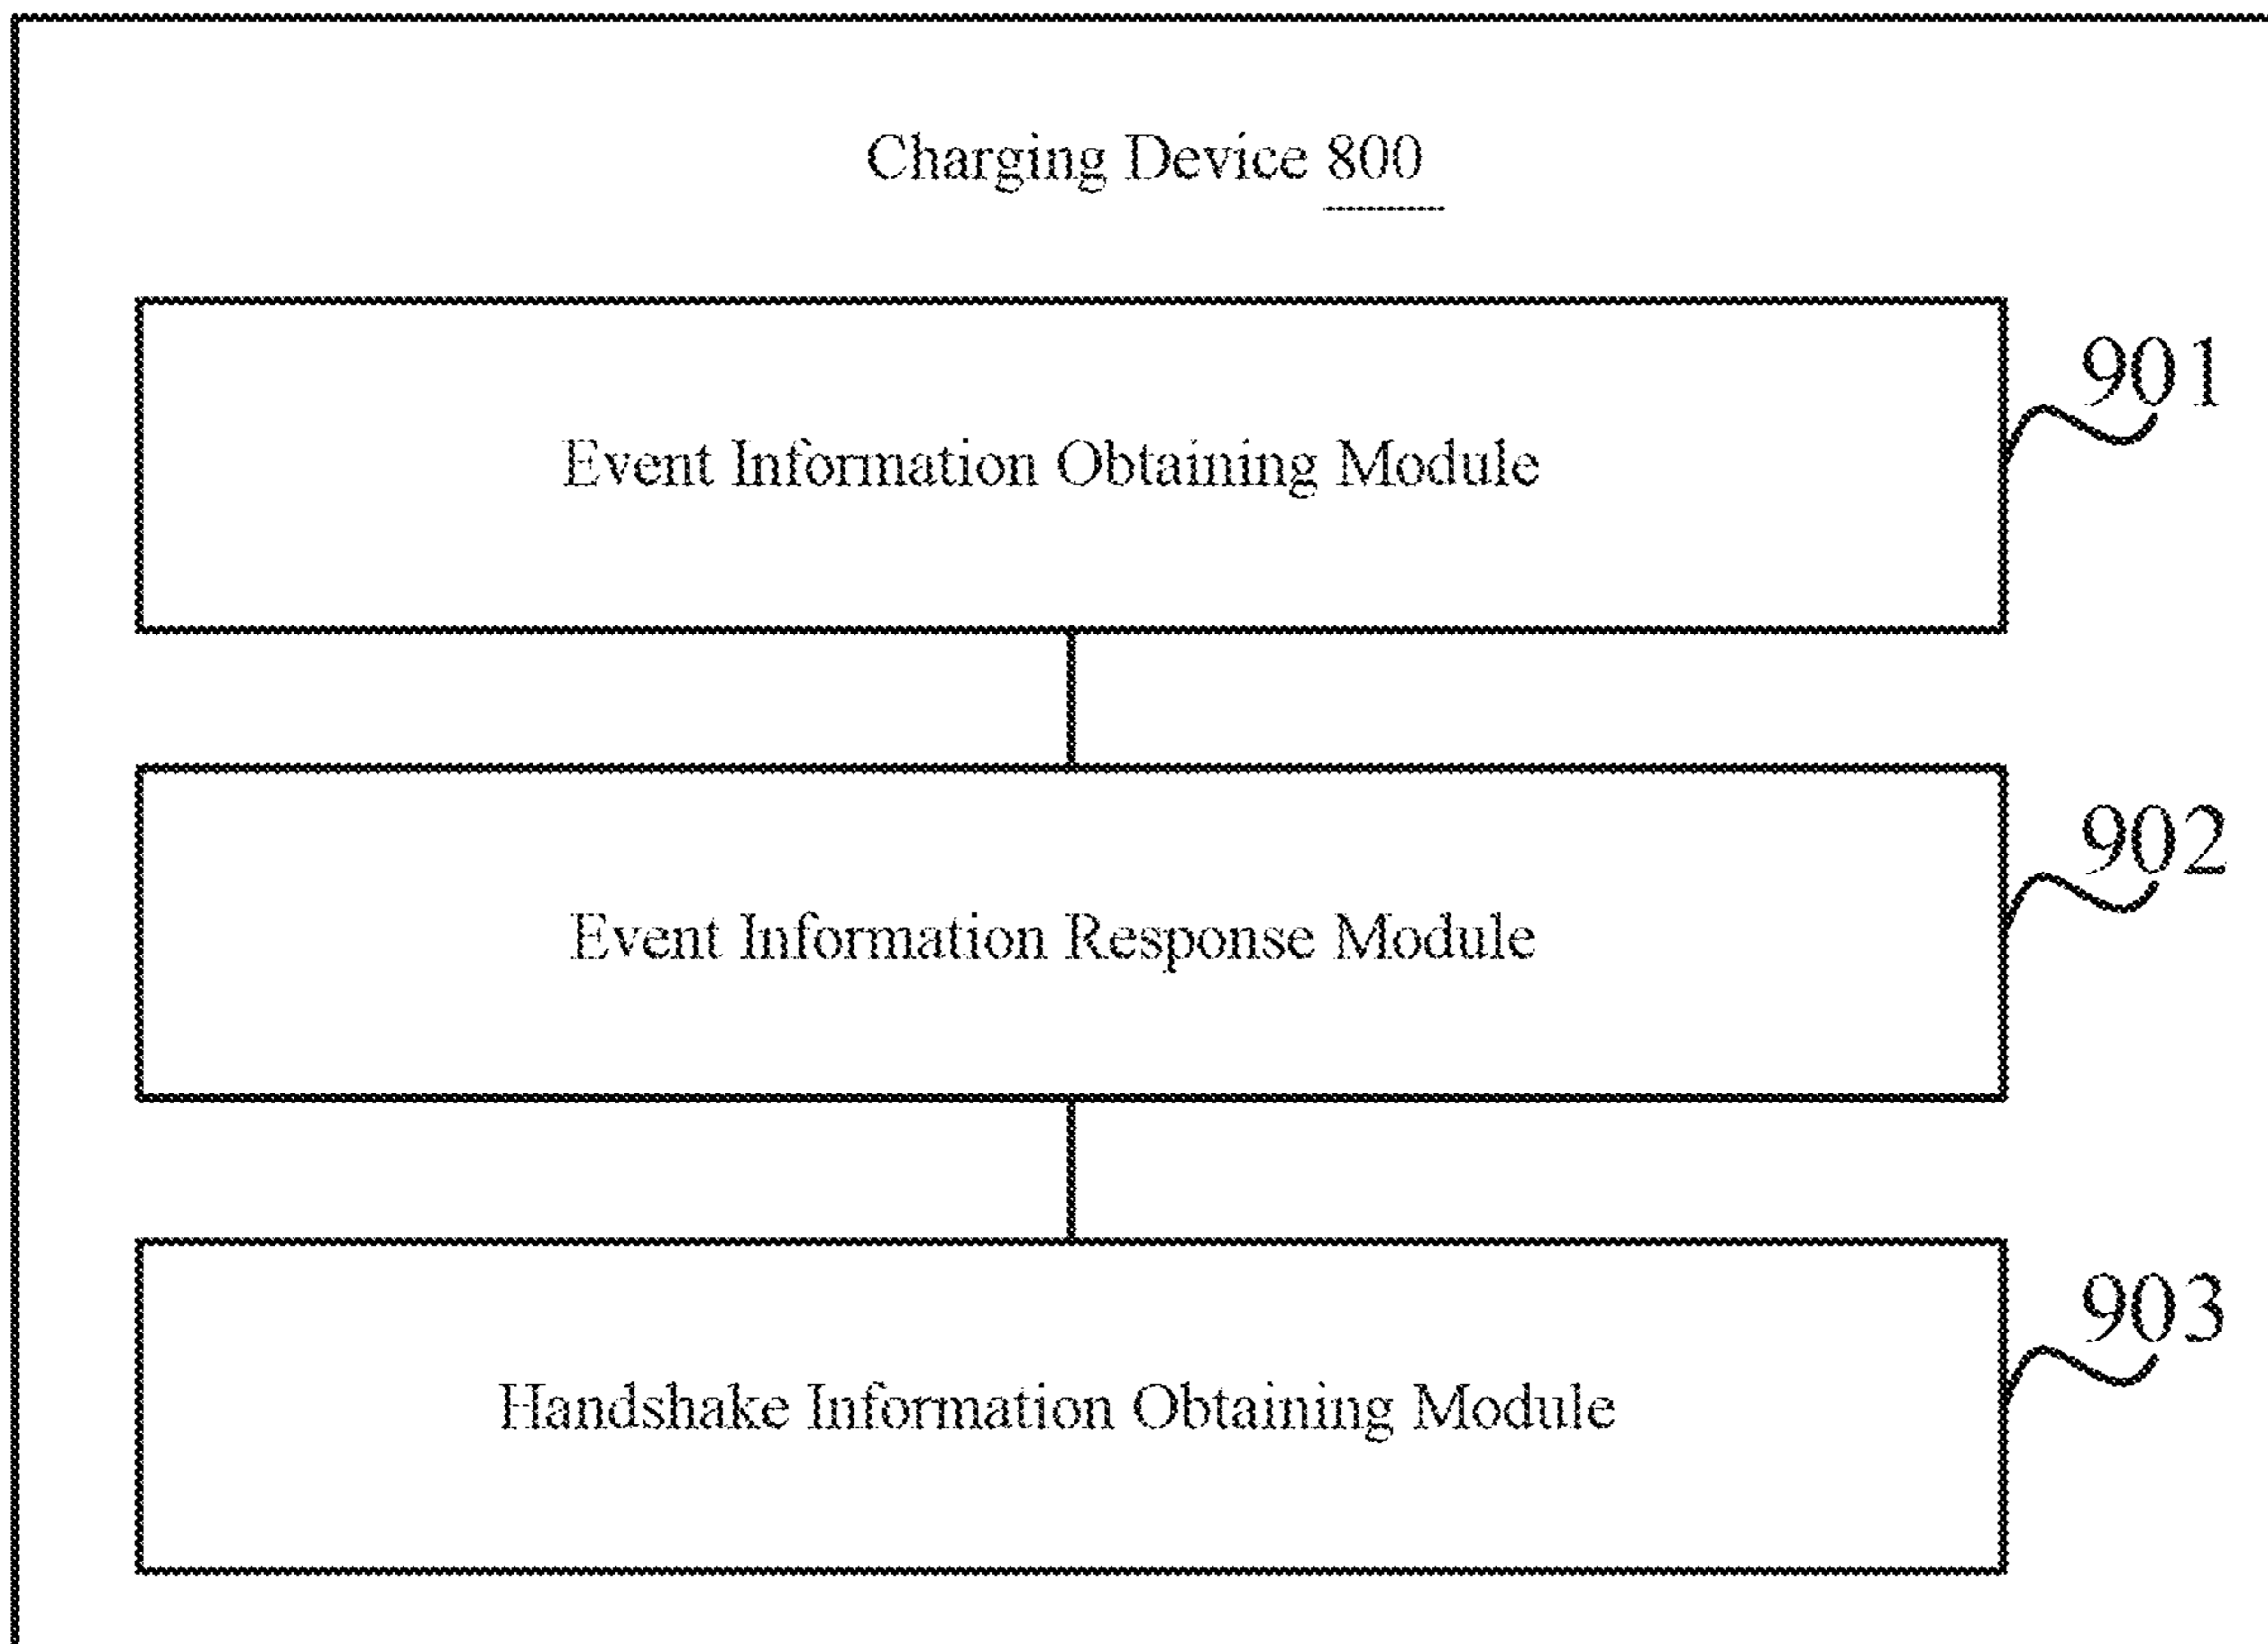 Charging Device 800
901
Event Information Obtaining Module
902
Event Information Response Module
903
Handshake Information Obtaining Module